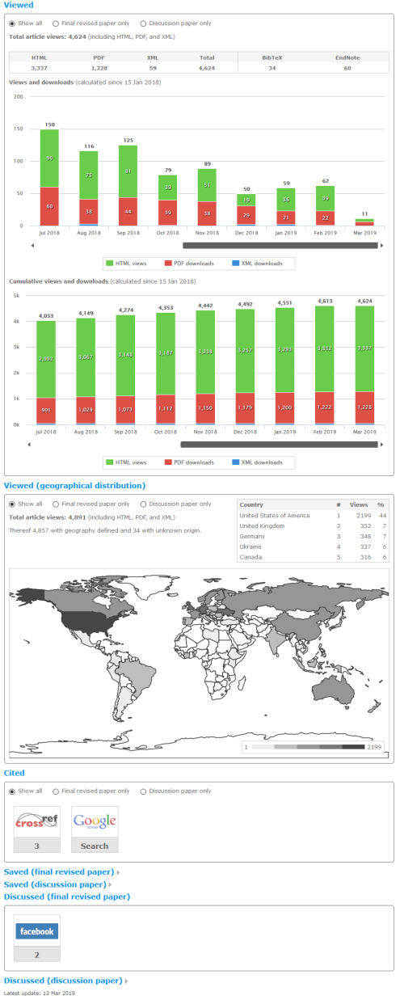 Viewed
Show all Final revised paper only Discussion paper only
Total article views: 4,624 (including HTML, PDF, and XML)
HTML PDF XML Total BibTeX EndNote
3,337 1,228 59 4,624 34 60
Views and downloads (calculated since 15 Jan 2018)
200
150
100
50
0
150 116 125 79 89 50 59 62 11
90 75 81 39 51 19 36 39
60 38 44 39 38 29 21 22
Jul 2018 Aug 2018 Sep 2018 Oct 2018 Nov 2018 Dec 2018 Jan 2019 Feb 2019 Mar 2019
HTML views PDF downloads XML downloads
Cumulative views and downloads (calculated since 15 Jan 2018)
5k
4k
3k
2k
1k
0k
4,033 4,149 4,274 4,353 4,442 4,492 4,551 4,613 4,624
2,992 3,067 3,148 3,187 3,238 3,257 3,293 3,332 3,337
991 1,029 1,073 1,112 1,150 1,179 1,200 1,222 1,228
Jul 2018 Aug 2018 Sep 2018 Oct 2018 Nov 2018 Dec 2018 Jan 2019 Feb 2019 Mar 2019
HTML views PDF downloads XML downloads
Viewed (geographical distribution)
Show all Final revised paper only Discussion paper only
Total article views: 4,891 (including HTML, PDF, and XML)
Thereof 4,857 with geography defined and 34 with unknown origin.
Country # Views %
United States of America 1 2199 44
United Kingdom 2 352 7
Germany 3 348 7
Ukraine 4 337 6
Canada 5 316 6
1 2199
Cited
Show all Final revised paper only Discussion paper only
crossref
3
Google
scholar
Search
Saved (final revised paper)
Saved (discussion paper)
Discussed (final revised paper)
facebook
2
Discussed (discussion paper)
Latest update: 13 Mar 2019